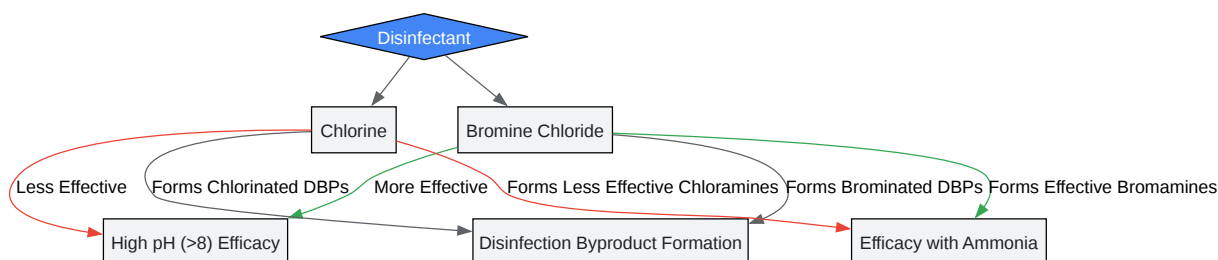 Disinfectant
Chlorine
Bromine Chloride
Less Effective
Forms Chlorinated DBPs
More Effective
Forms Less Effective Chloramines
Forms Brominated DBPs
Forms Effective Bromamines
High pH (>8) Efficacy
Disinfection Byproduct Formation
Efficacy with Ammonia